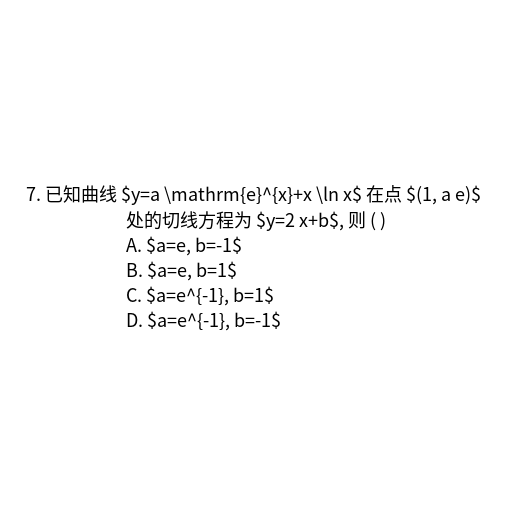 7. 已知曲线 $y=a \mathrm{e}^{x}+x \ln x$ 在点 $(1, a e)$
处的切线方程为 $y=2 x+b$, 则 ( )
A. $a=e, b=-1$
B. $a=e, b=1$
C. $a=e^{-1}, b=1$
D. $a=e^{-1}, b=-1$